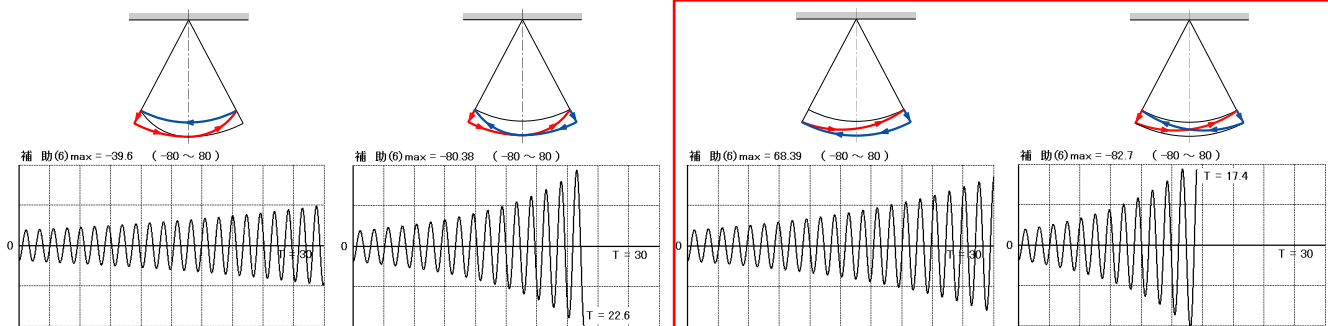 補 助(6)max = -39.6 (-80 ～ 80)
0
T = 30
補 助(6)max = -80.38 (-80 ～ 80)
0
T = 30
22.6
補 助(6)max = 68.39 (-80 ～ 80)
0
T = 30
補 助(6)max = -82.7 (-80 ～ 80)
T = 17.4
0
T = 30